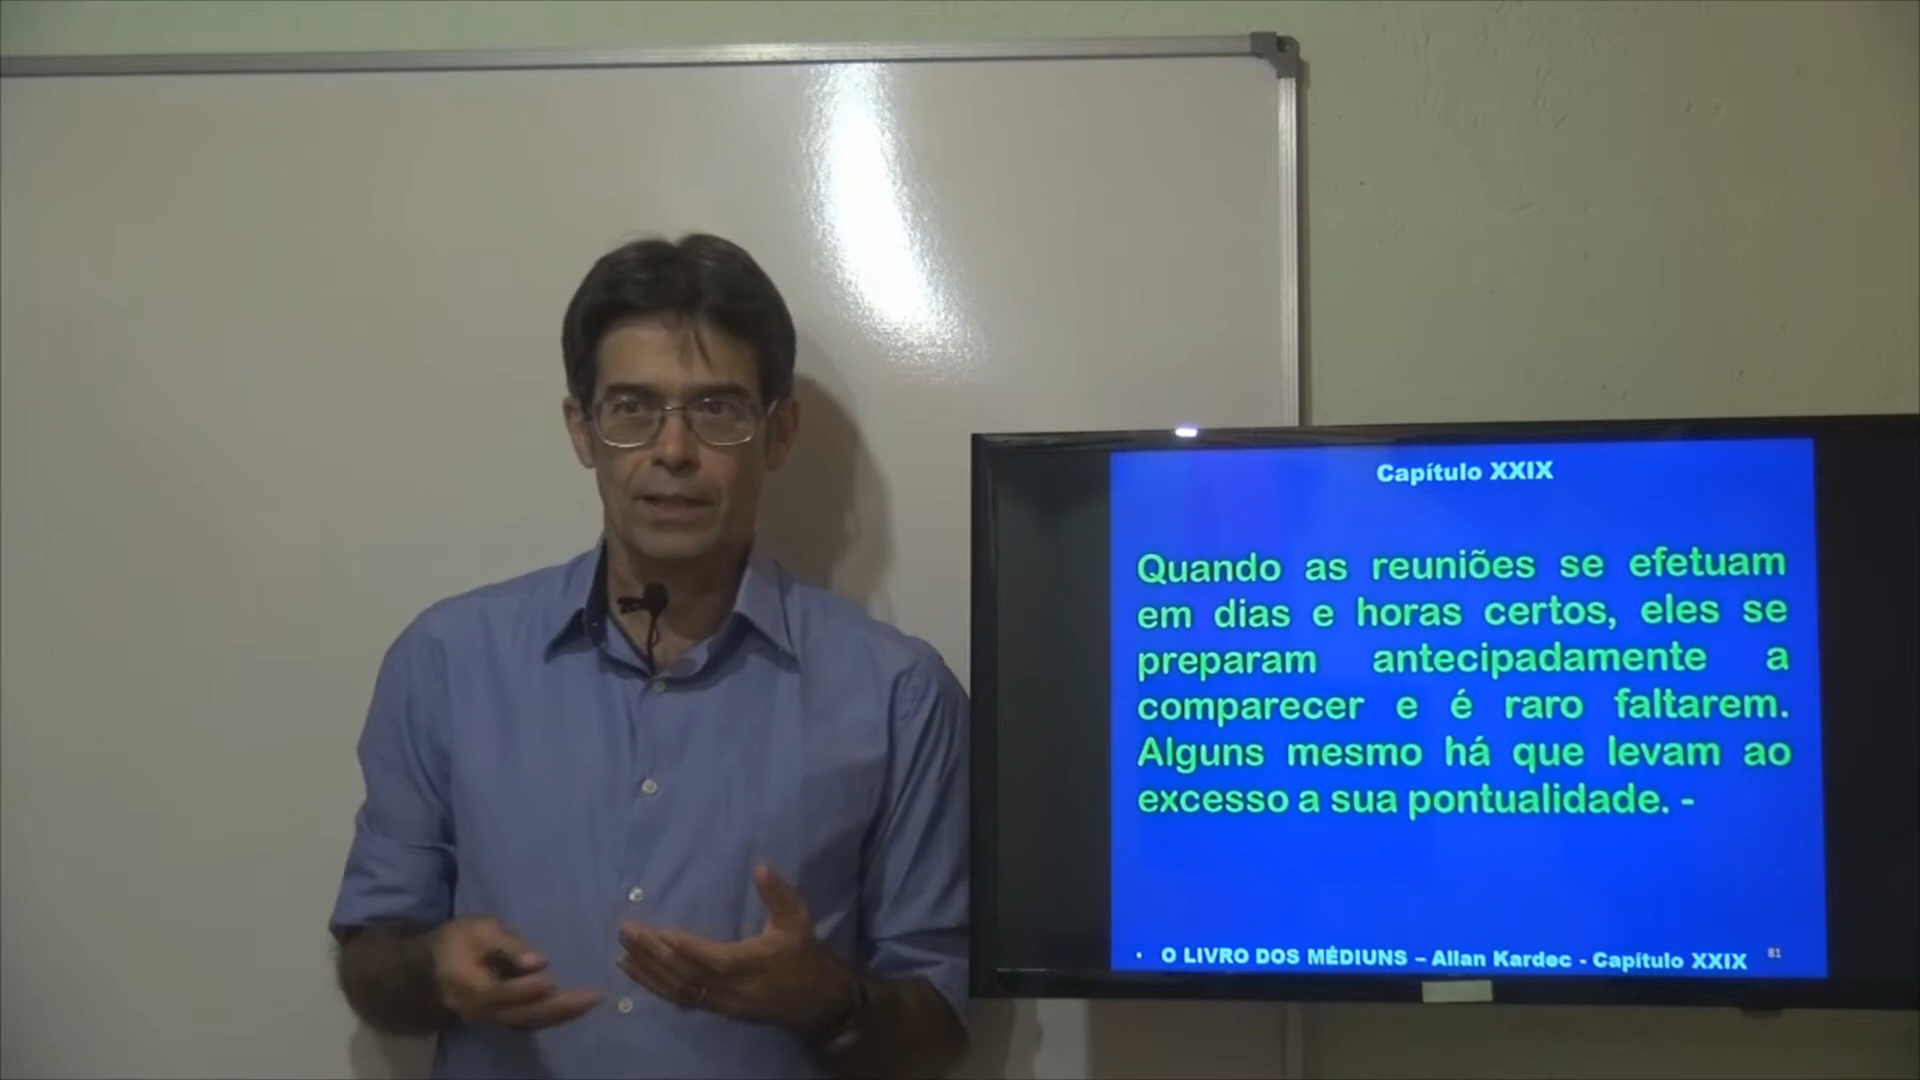 Capítulo XXIX
Quando as reuniões se efetuam
em dias e horas certos, eles se
preparam antecipadamente a
comparecer e é raro faltarem.
Alguns mesmo há que levam ao
excesso a sua pontualidade. -
• O LIVRO DOS MÉDIUNS – Allan Kardec - Capítulo XXIX 81